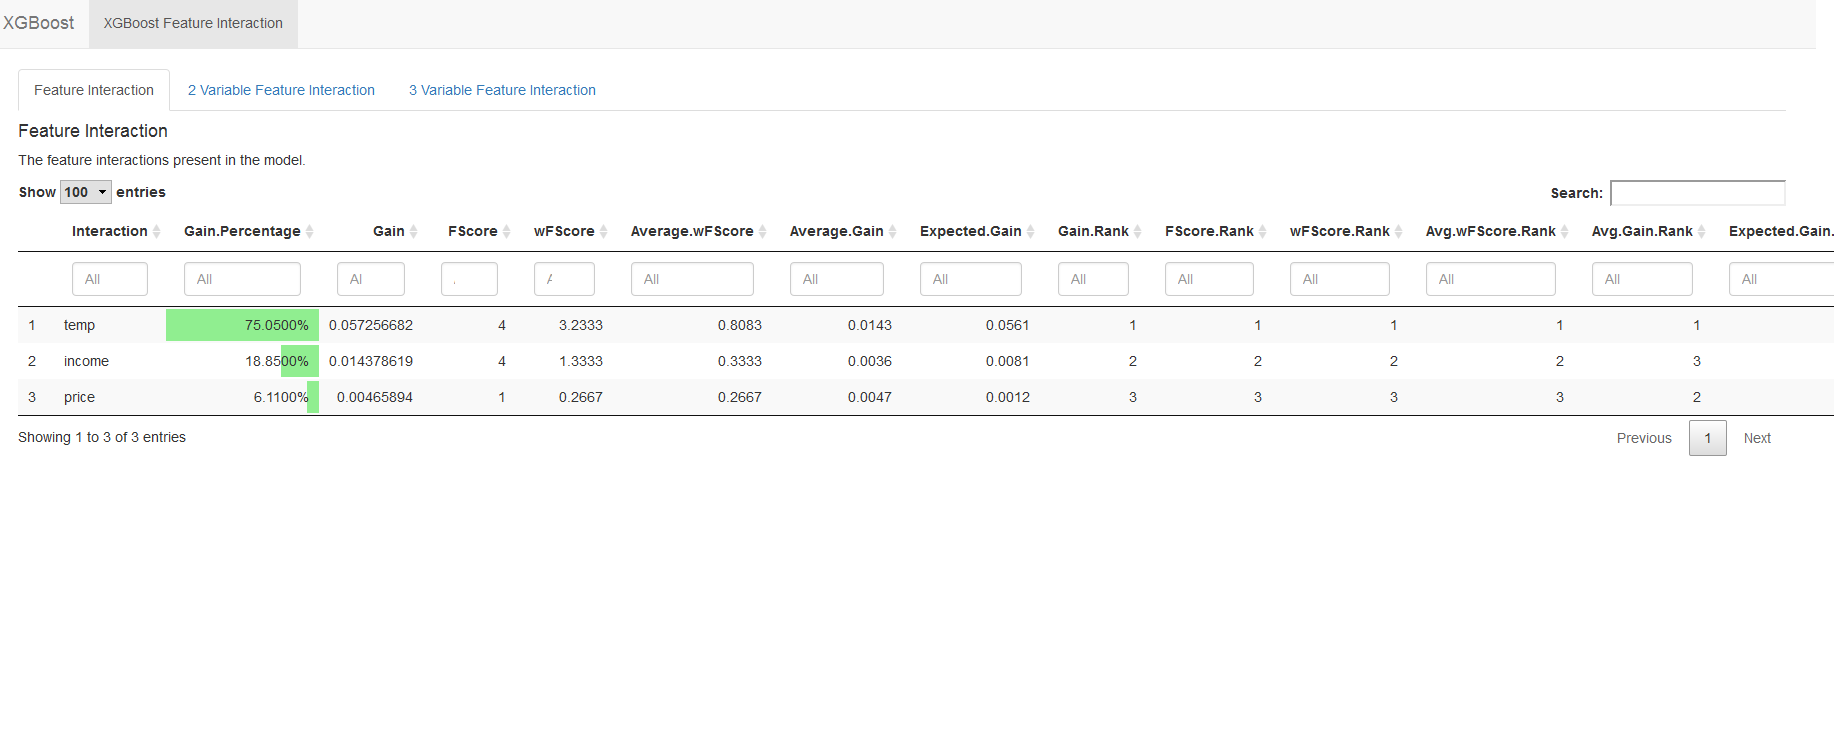 XGBoost XGBoost Feature Interaction
Feature Interaction 2 Variable Feature Interaction 3 Variable Feature Interaction
Feature Interaction
The feature interactions present in the model.
Show 100 entries Search:
Interaction Gain.Percentage Gain FScore wFScore Average.wFScore Average.Gain Expected.Gain Gain.Rank FScore.Rank wFScore.Rank Avg.wFScore.Rank Avg.Gain.Rank Expected.Gain.
All All Al All All All All All All All All All
1 temp 75.0500% 0.057256682 4 3.2333 0.8083 0.0143 0.0561 1 1 1 1 1
2 income 18.8500% 0.014378619 4 1.3333 0.3333 0.0036 0.0081 2 2 2 2 3
3 price 6.1100% 0.00465894 1 0.2667 0.2667 0.0047 0.0012 3 3 3 3 2
Showing 1 to 3 of 3 entries Previous 1 Next